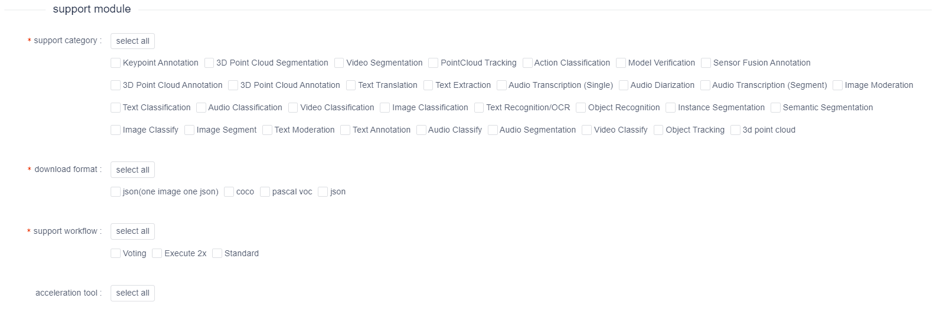 support module
* support category : select all
Keypoint Annotation 3D Point Cloud Segmentation Video Segmentation PointCloud Tracking Action Classification Model Verification Sensor Fusion Annotation
3D Point Cloud Annotation 3D Point Cloud Annotation Text Translation Text Extraction Audio Transcription (Single) Audio Diarization Audio Transcription (Segment) Image Moderation
Text Classification Audio Classification Video Classification Image Classification Text Recognition/OCR Object Recognition Instance Segmentation Semantic Segmentation
Image Classify Image Segment Text Moderation Text Annotation Audio Classify Audio Segmentation Video Classify Object Tracking 3d point cloud
* download format : select all
json(one image one json) coco pascal voc json
* support workflow : select all
Voting Execute 2x Standard
acceleration tool : select all